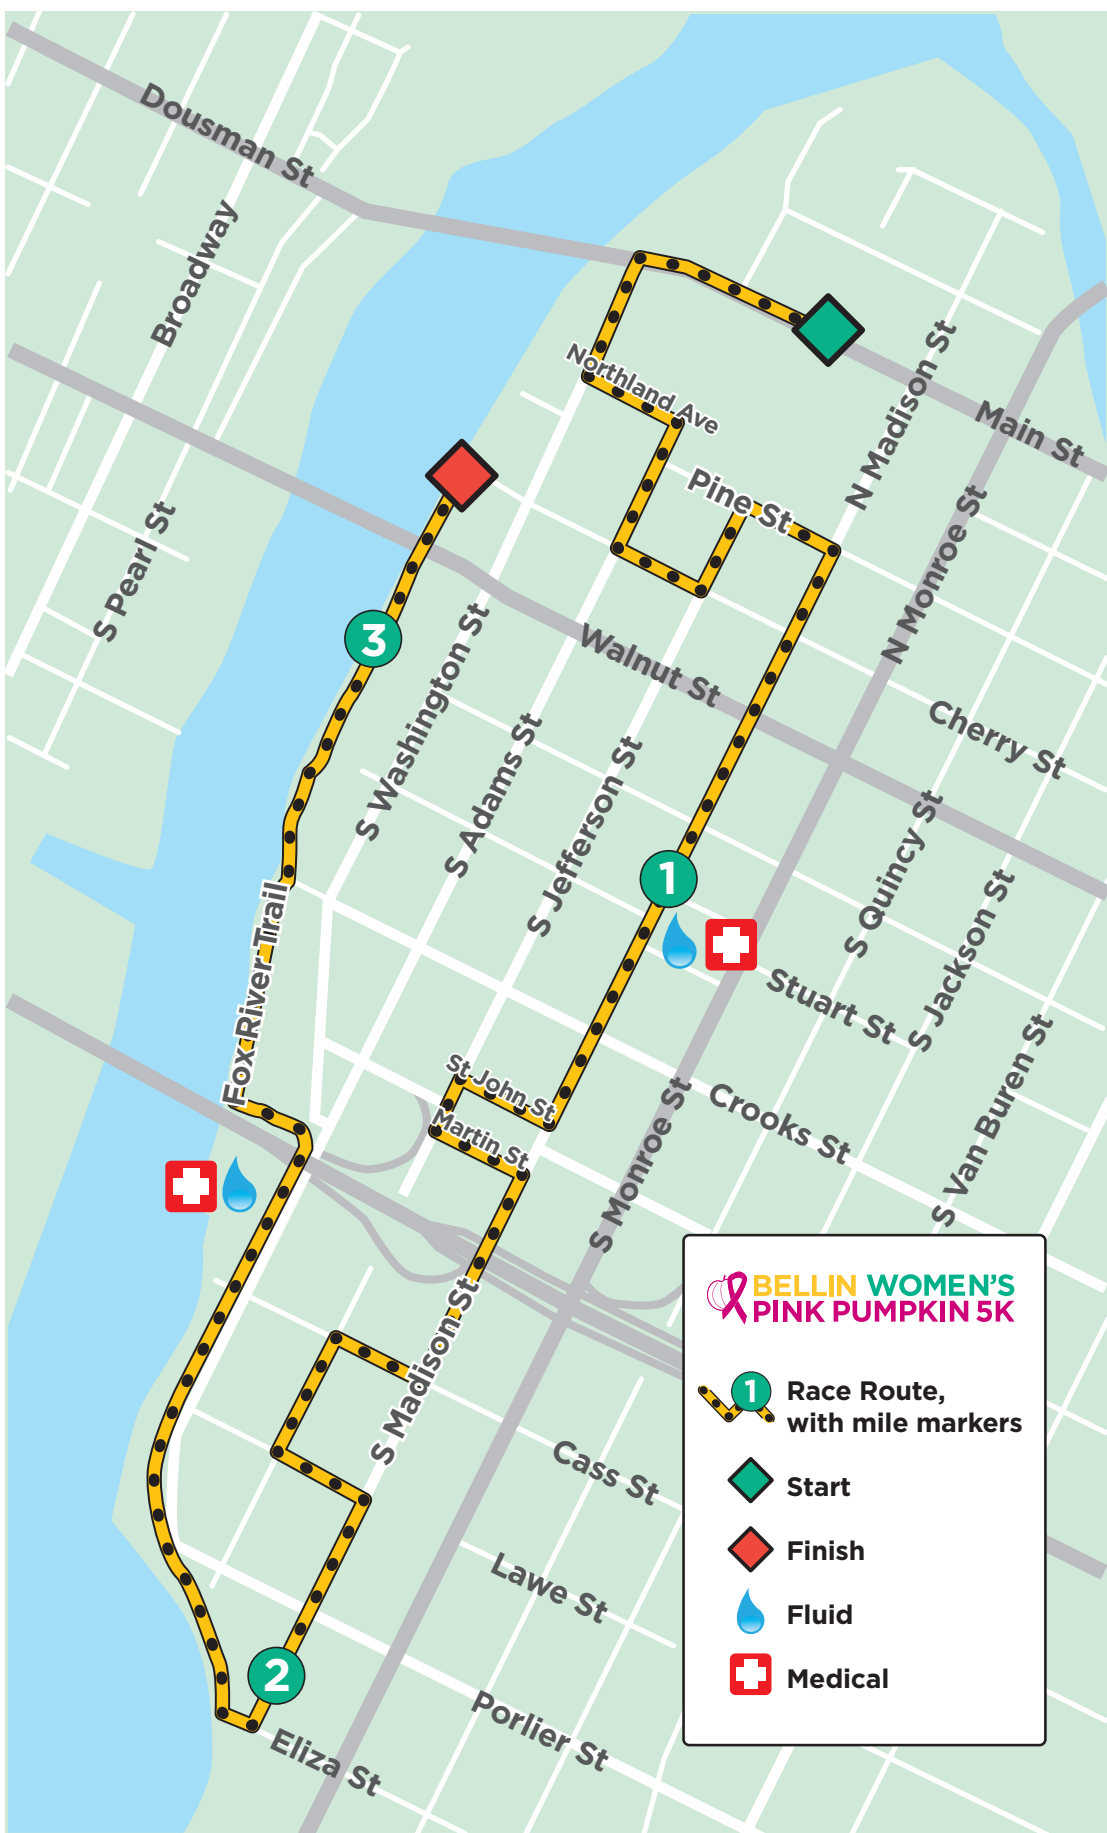 Dousman St
Broadway
Northland Ave
N Madison St
Main St
Pine St
N Monroe St
S Pearl St
3
Walnut St
S Washington St
Cherry St
S Adams St
S Jefferson St
1
S Quincy St
S Jackson St
Fox River Trail
Stuart St
S Van Buren St
St John St
Martin St
S Monroe St
Crooks St
S Madison St
Cass St
Lawe St
2
Porlier St
Eliza St
BELLIN WOMEN'S
PINK PUMPKIN 5K
1
Race Route,
with mile markers
Start
Finish
Fluid
Medical